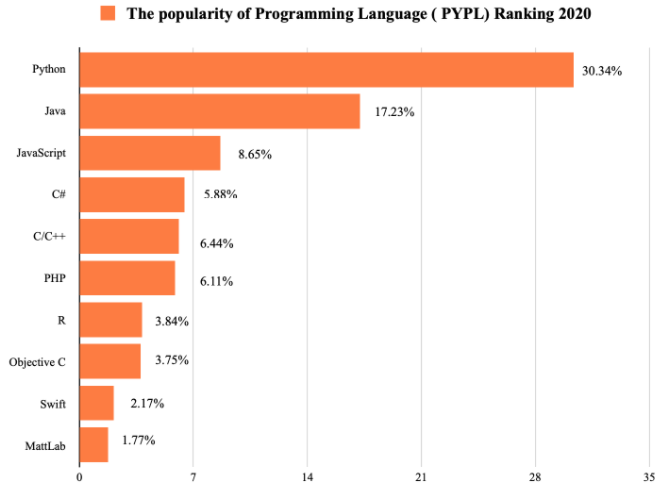 The popularity of Programming Language ( PYPL) Ranking 2020
Python 30.34%
Java 17.23%
JavaScript 8.65%
C# 5.88%
C/C++ 6.44%
PHP 6.11%
R 3.84%
Objective C 3.75%
Swift 2.17%
MattLab 1.77%
0 7 14 21 28 35